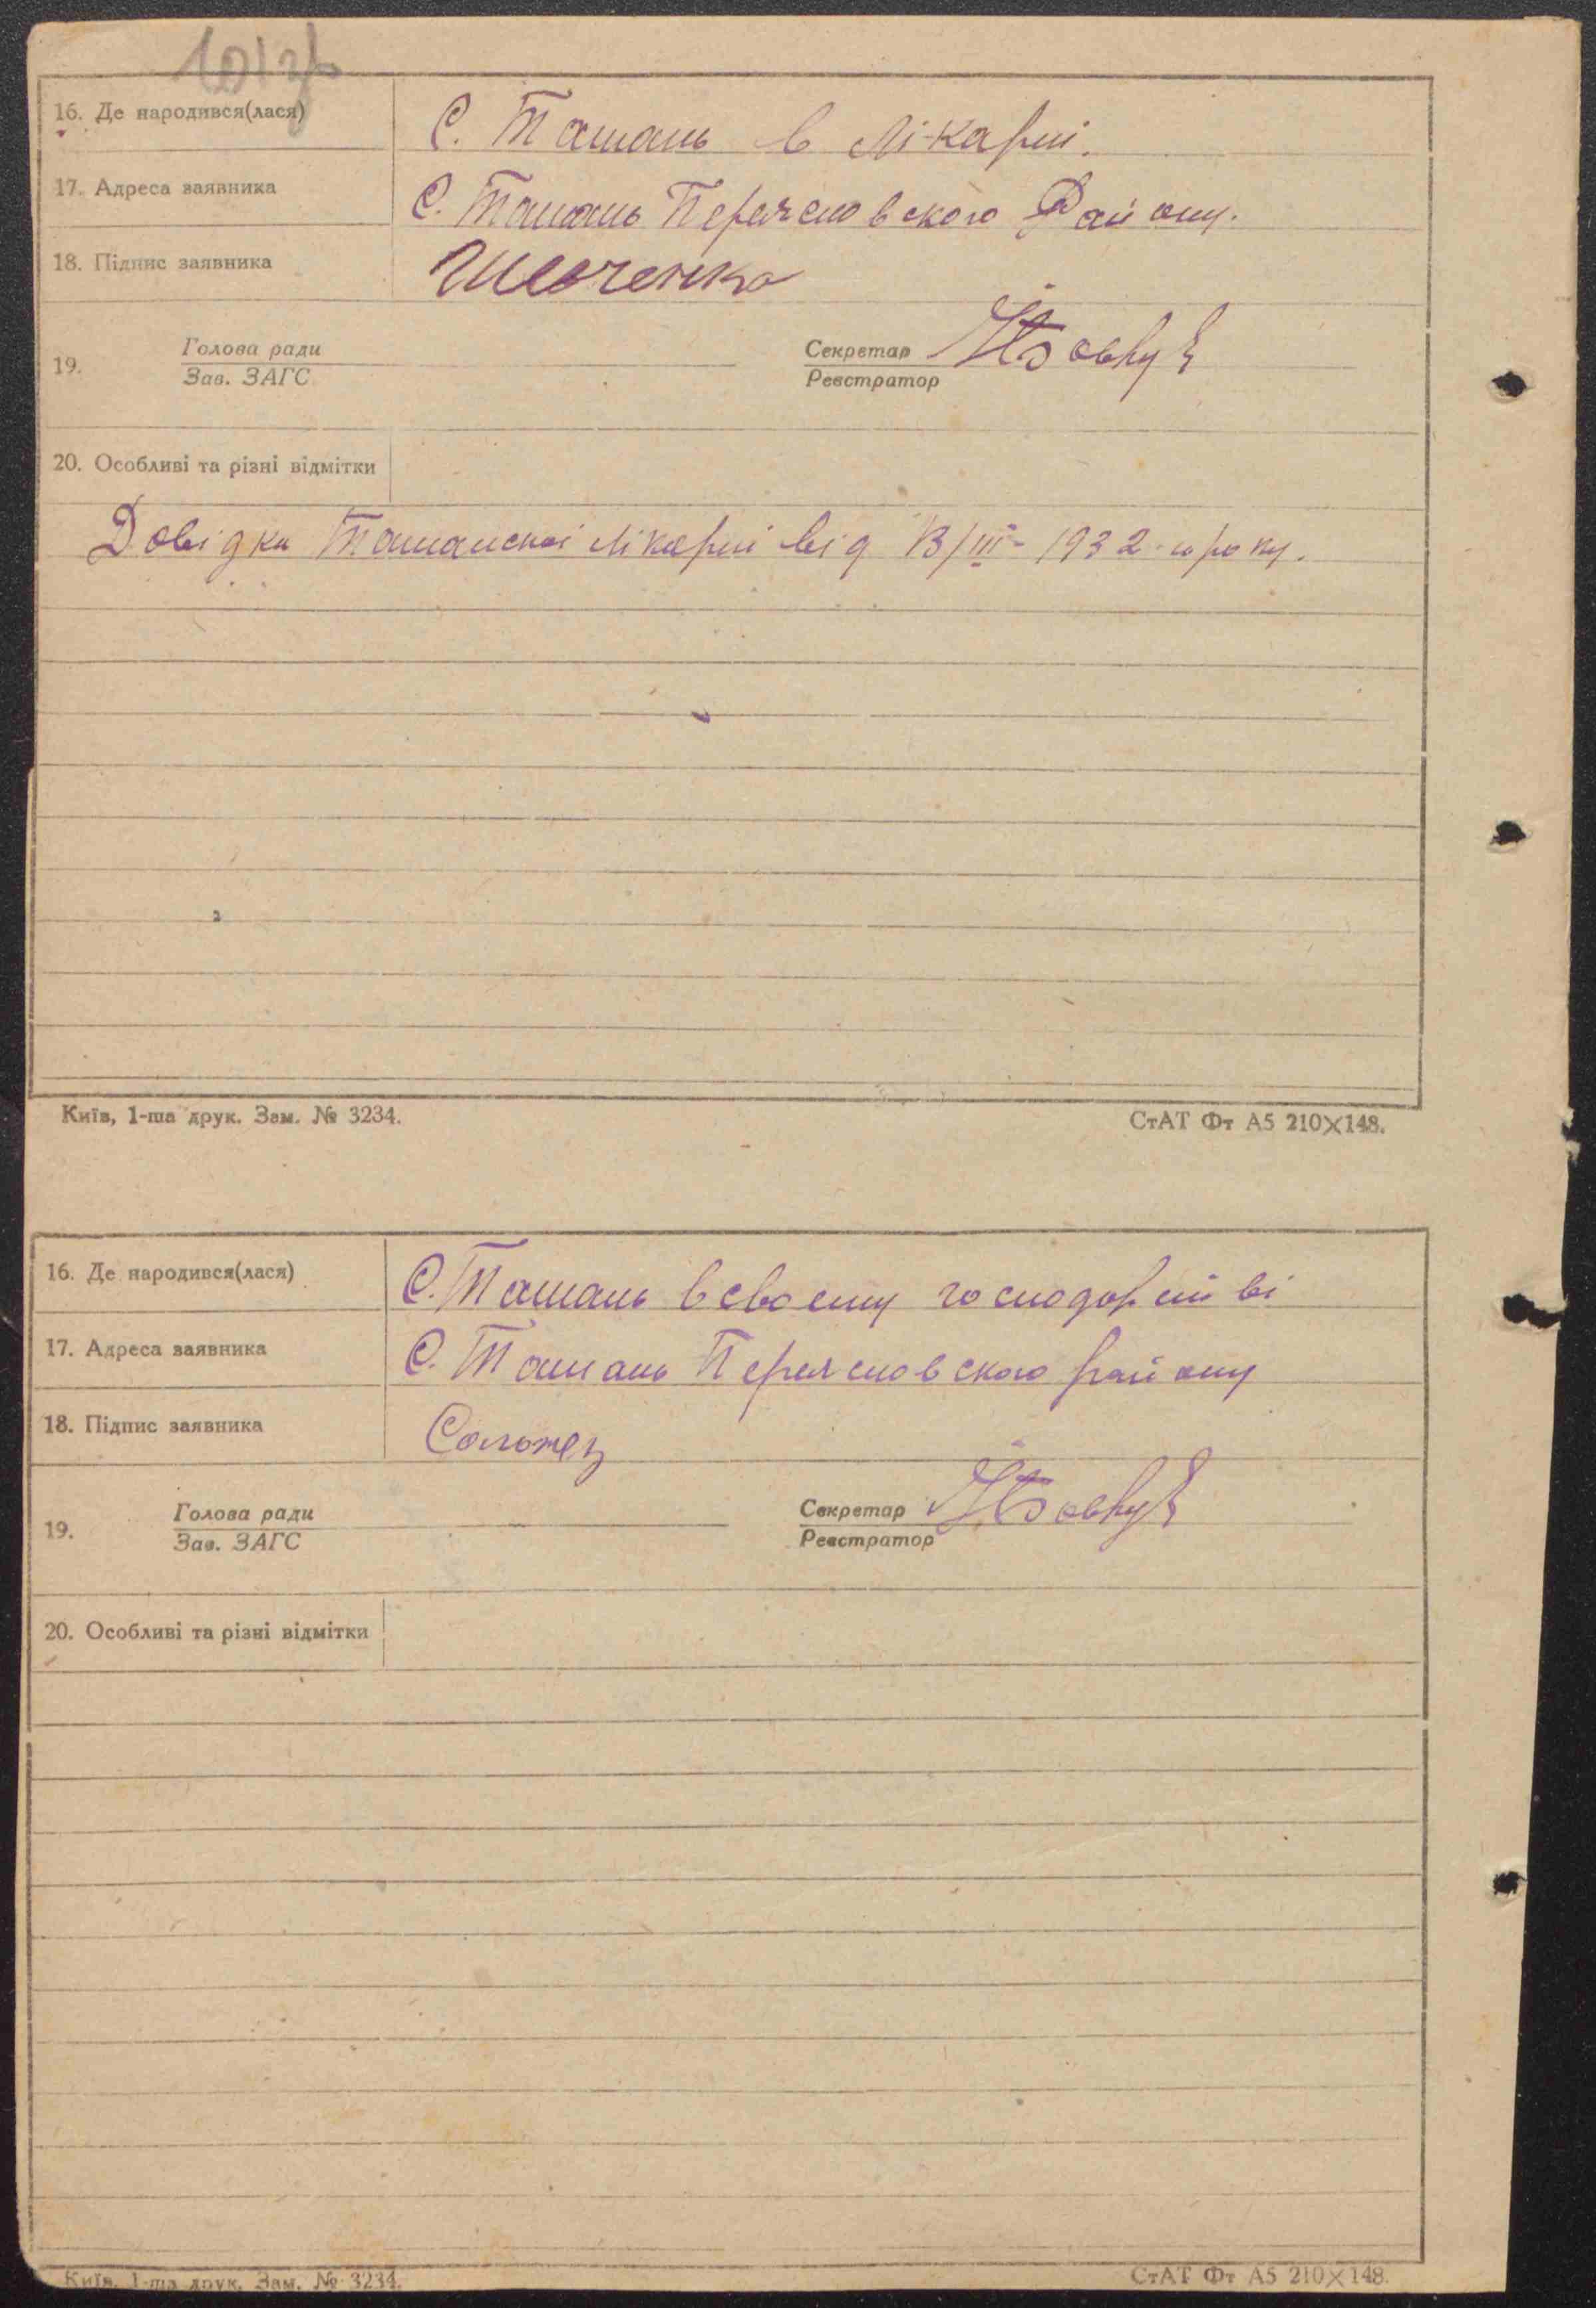 16. Де народився(лася) С. Ташань в лікарні.
17. Адреса заявника С. Ташань Переяславського Району.
18. Підпис заявника
19. Голова ради Секретар
Зав. ЗАГС Реєстратор
20. Особливі та різні відмітки
Довідка Ташанської лікарні від 13/III- 1932-го року.
Київ, 1-ша друк. Зам. № 3234. СтАТ Фт А5 210×148.
16. Де народився(лася) С. Ташань в своєму господарстві
17. Адреса заявника С. Ташань Переяславського району
18. Підпис заявника
19. Голова ради Секретар
Зав. ЗАГС Реєстратор
20. Особливі та різні відмітки
Київ, 1-ша друк. Зам. № 3234. СтАТ Фт А5 210×148.